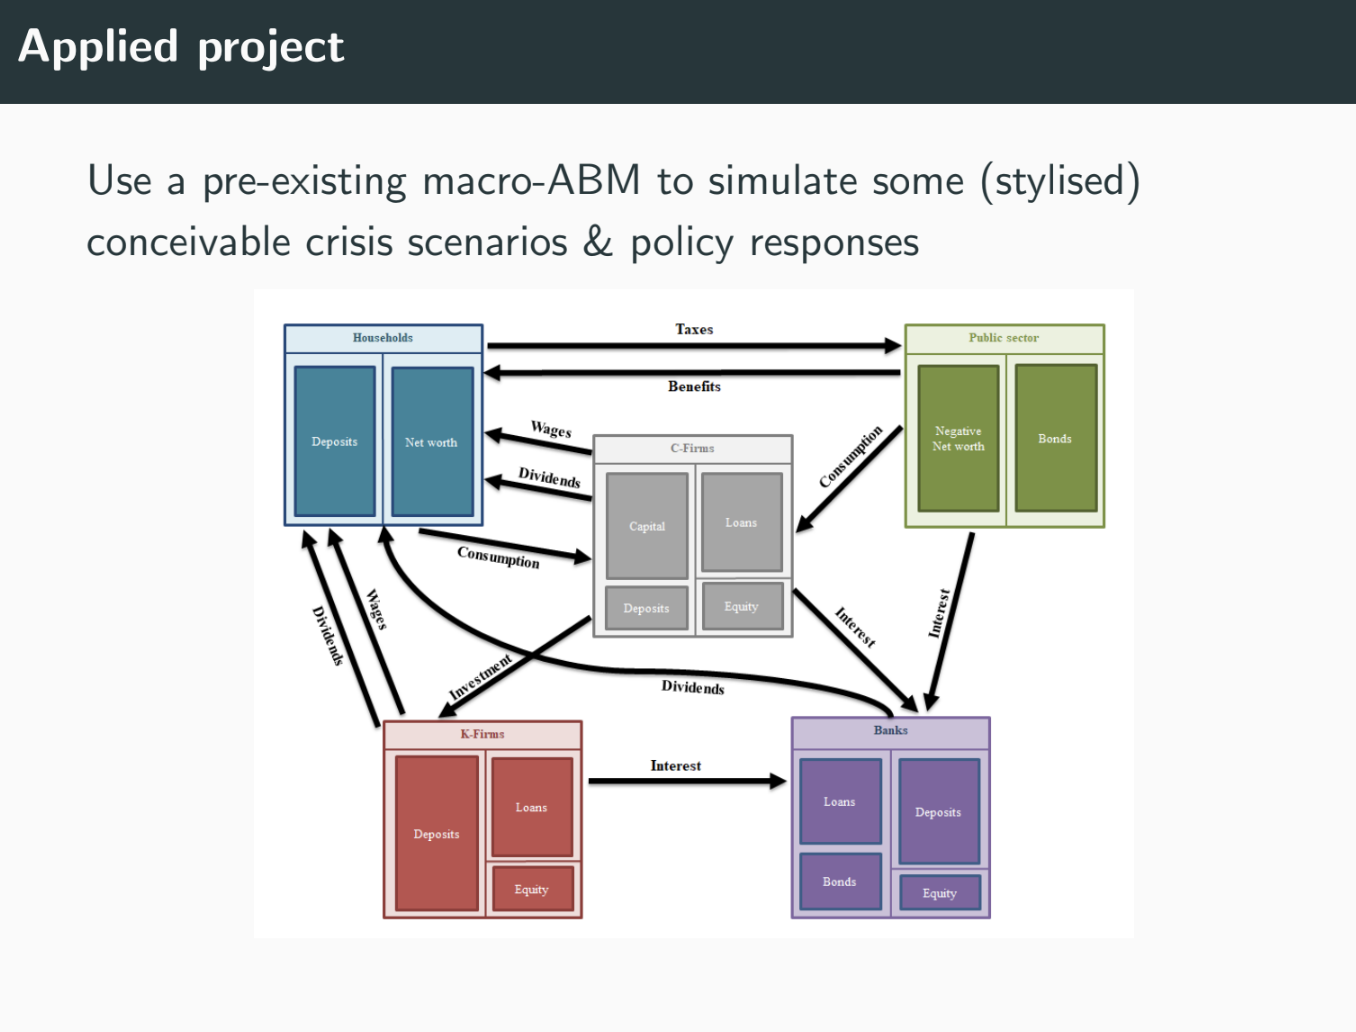 Applied project
Use a pre-existing macro-ABM to simulate some (stylised)
conceivable crisis scenarios & policy responses
Households
Deposits
Net worth
Taxes
Benefits
Public sector
Negative
Net worth
Bonds
Wages
Dividends
Consumption
C-Firms
Capital
Loans
Deposits
Equity
Consumption
Dividends
Wages
Investment
Dividends
Interest
Interest
K-Firms
Deposits
Loans
Equity
Interest
Banks
Loans
Deposits
Bonds
Equity